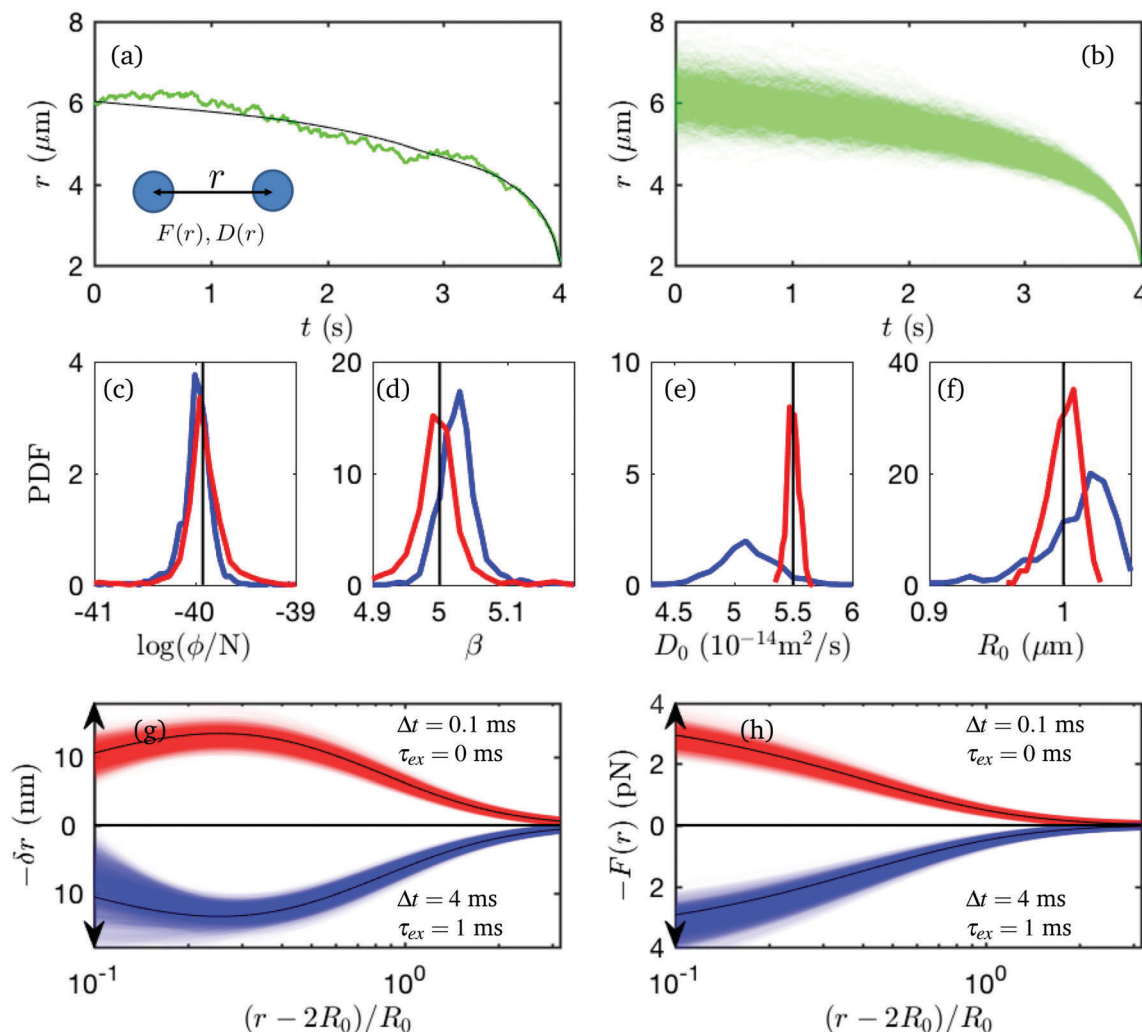 8
6
4
2
r (μm)
(a)
r
F(r), D(r)
0 1 2 3 4
t (s)
8
6
4
2
r (μm)
(b)
0 1 2 3 4
t (s)
PDF
4
2
0
(c)
-41 -40 -39
log(ϕ/N)
20
10
0
(d)
4.9 5 5.1
β
10
5
0
(e)
4.5 5 5.5 6
D₀ (10⁻¹⁴m²/s)
40
20
0
(f)
0.9 1
R₀ (μm)
10
0
10
−δr (nm)
(g)
Δt = 0.1 ms
τₑₓ = 0 ms
Δt = 4 ms
τₑₓ = 1 ms
10⁻¹ 10⁰
(r − 2R₀)/R₀
4
2
0
2
4
−F(r) (pN)
(h)
Δt = 0.1 ms
τₑₓ = 0 ms
Δt = 4 ms
τₑₓ = 1 ms
10⁻¹ 10⁰
(r − 2R₀)/R₀